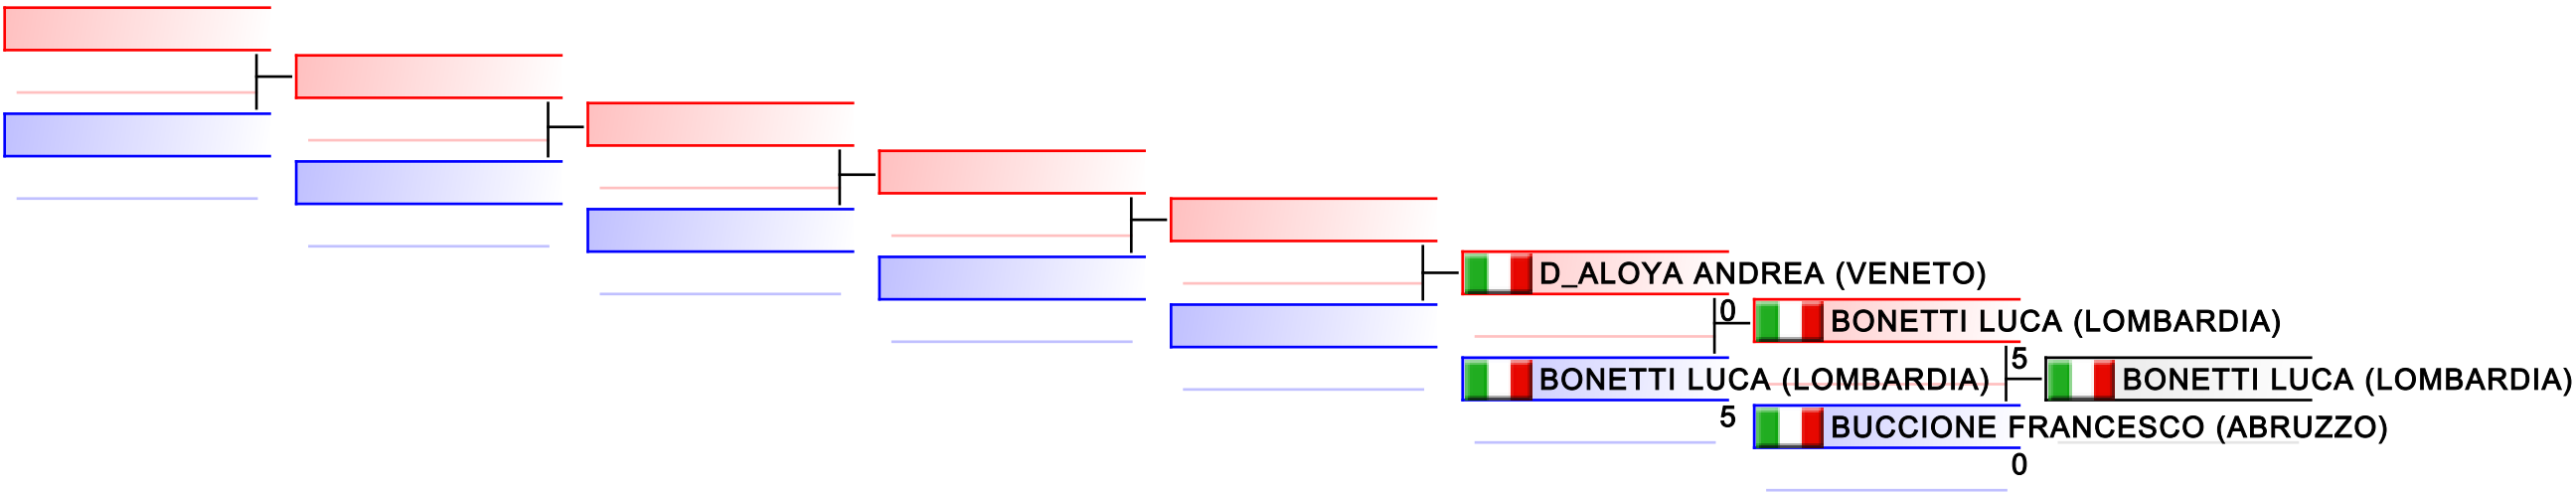 D_ALOYA ANDREA (VENETO)
0
BONETTI LUCA (LOMBARDIA)
5
BONETTI LUCA (LOMBARDIA)
BONETTI LUCA (LOMBARDIA)
5
BUCCIONE FRANCESCO (ABRUZZO)
0